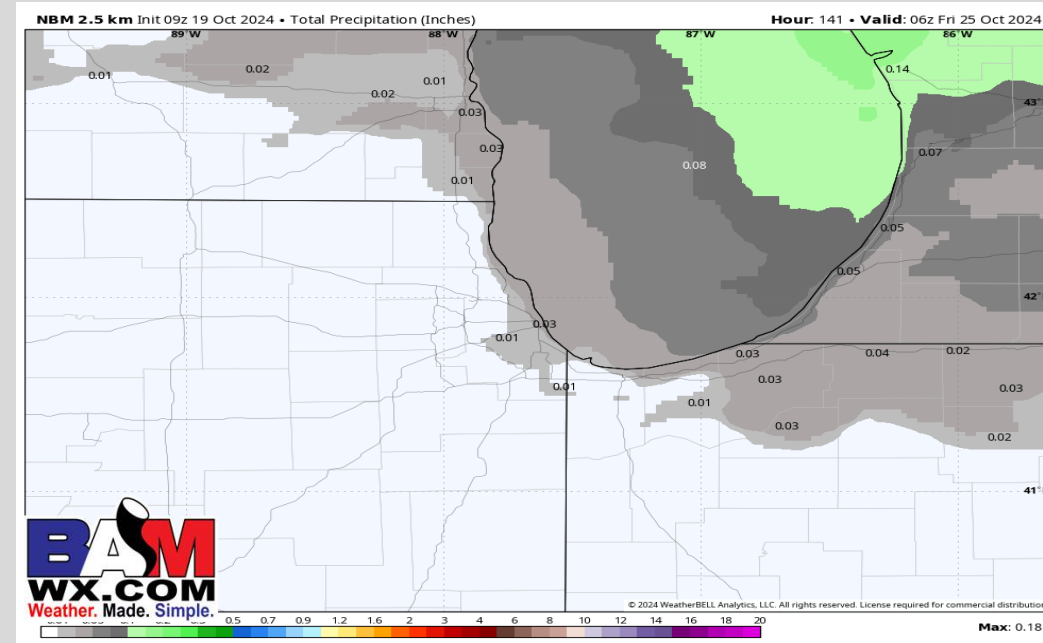 NBM 2.5 km Init 09z 19 Oct 2024 • Total Precipitation (Inches)
Hour: 141 • Valid: 06z Fri 25 Oct 2024
89°W 88°W 87°W 86°W
0.01 0.02 0.01 0.14
0.02 0.03 43°
0.03 0.07
0.08
0.01
0.05
0.05
42°
0.03
0.01 0.03 0.04 0.02
0.01 0.03 0.03
0.01
0.03 0.02
41°
BAM
WX.COM
Weather. Made. Simple.
© 2024 WeatherBELL Analytics, LLC. All rights reserved. License required for commercial distribution
0.5 0.7 0.9 1.2 1.6 2 3 4 6 8 10 12 14 16 18 20
Max: 0.18